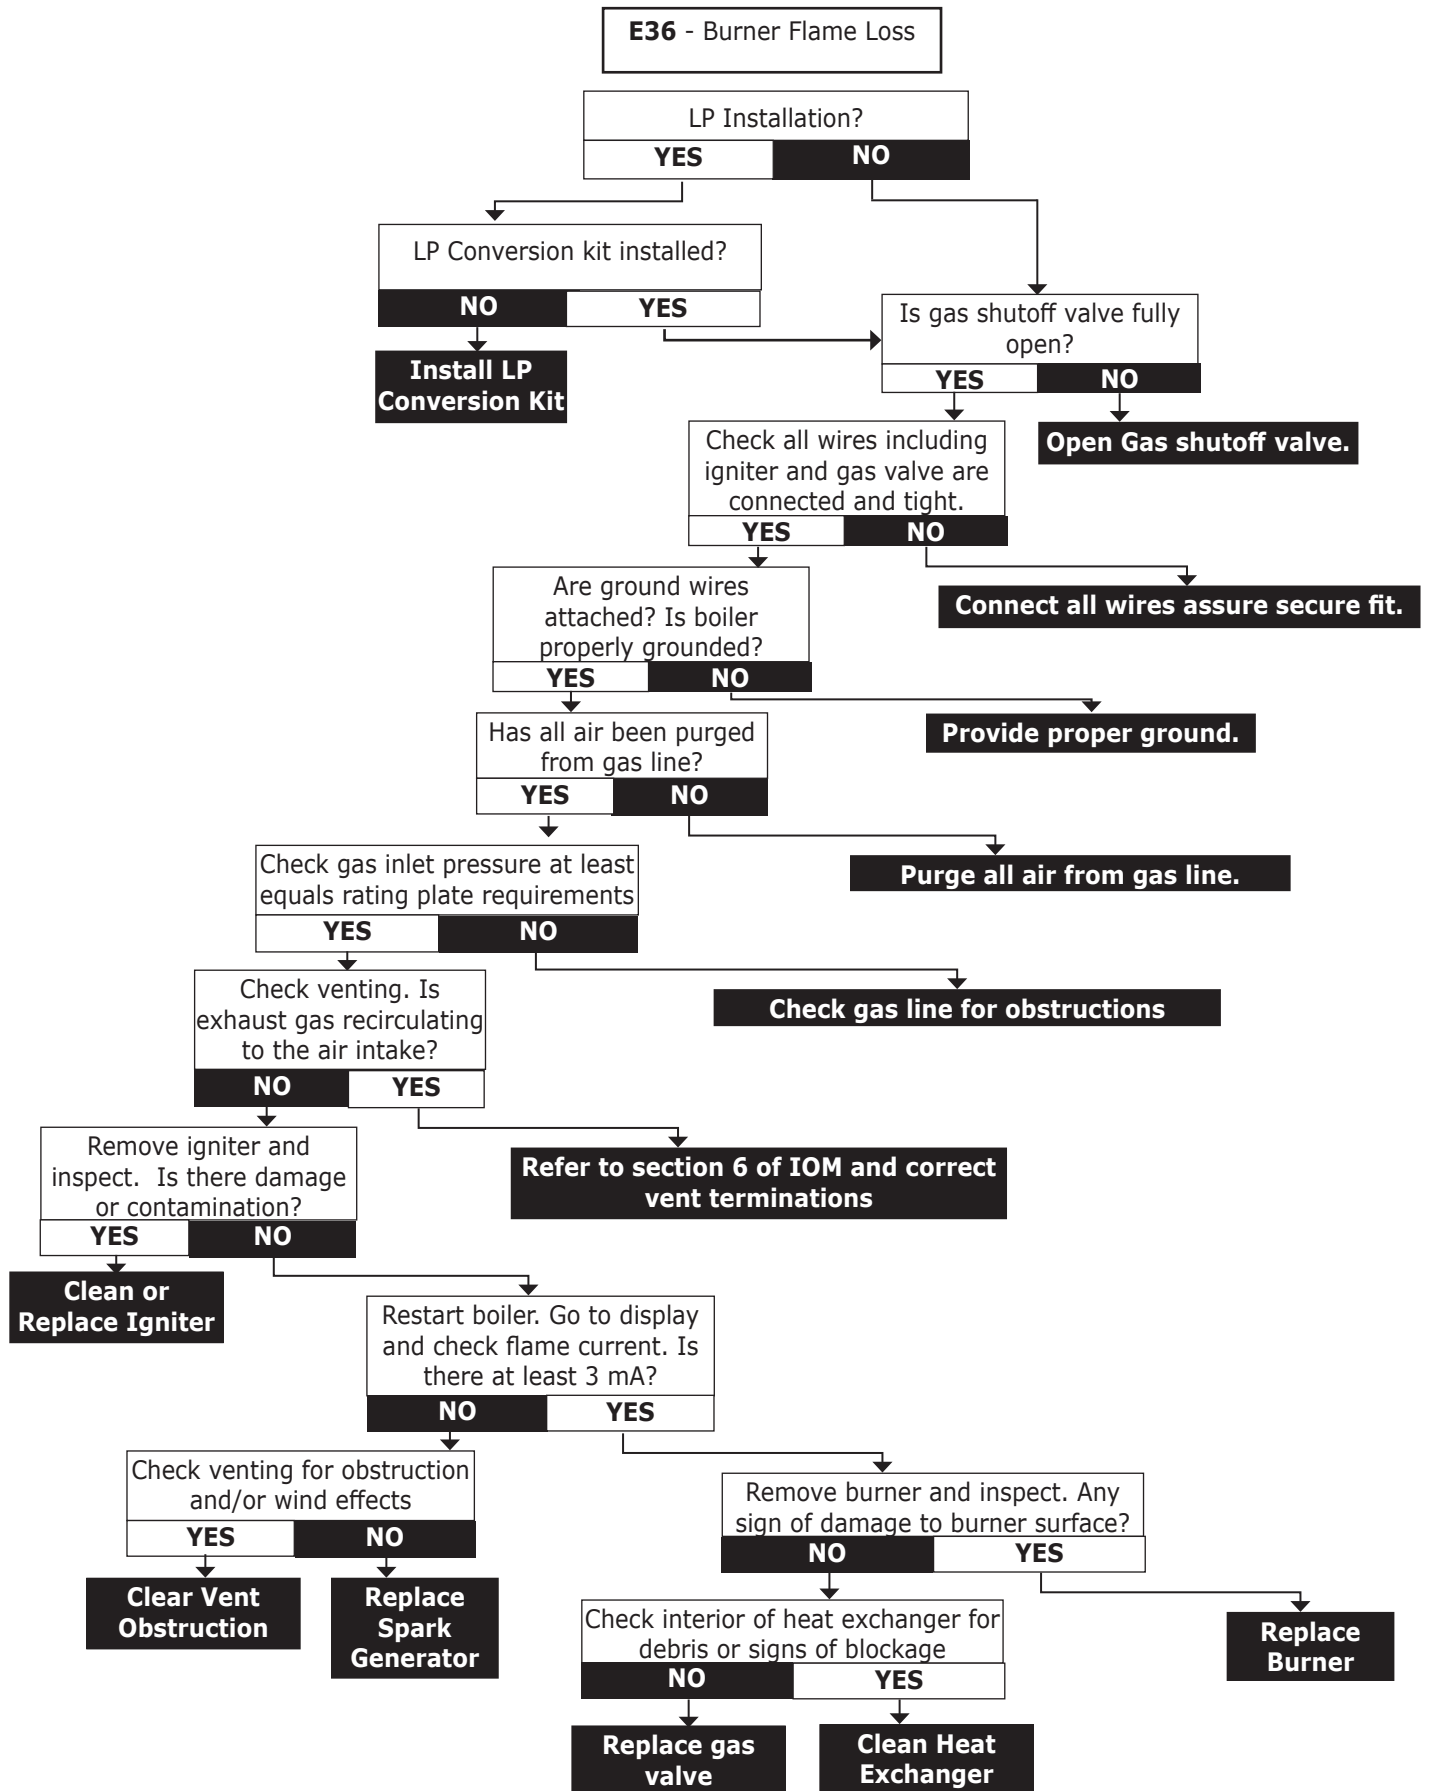 E36 - Burner Flame Loss
LP Installation?
YES
NO
LP Conversion kit installed?
NO
YES
Install LP
Conversion Kit
Is gas shutoff valve fully
open?
YES
NO
Open Gas shutoff valve.
Check all wires including
igniter and gas valve are
connected and tight.
YES
NO
Connect all wires assure secure fit.
Are ground wires
attached? Is boiler
properly grounded?
YES
NO
Provide proper ground.
Has all air been purged
from gas line?
YES
NO
Purge all air from gas line.
Check gas inlet pressure at least
equals rating plate requirements
YES
NO
Check gas line for obstructions
Check venting. Is
exhaust gas recirculating
to the air intake?
NO
YES
Refer to section 6 of IOM and correct
vent terminations
Remove igniter and
inspect.  Is there damage
or contamination?
YES
NO
Clean or
Replace Igniter
Restart boiler. Go to display
and check flame current. Is
there at least 3 mA?
NO
YES
Check venting for obstruction
and/or wind effects
YES
NO
Clear Vent
Obstruction
Replace
Spark
Generator
Remove burner and inspect. Any
sign of damage to burner surface?
NO
YES
Replace
Burner
Check interior of heat exchanger for
debris or signs of blockage
NO
YES
Replace gas
valve
Clean Heat
Exchanger